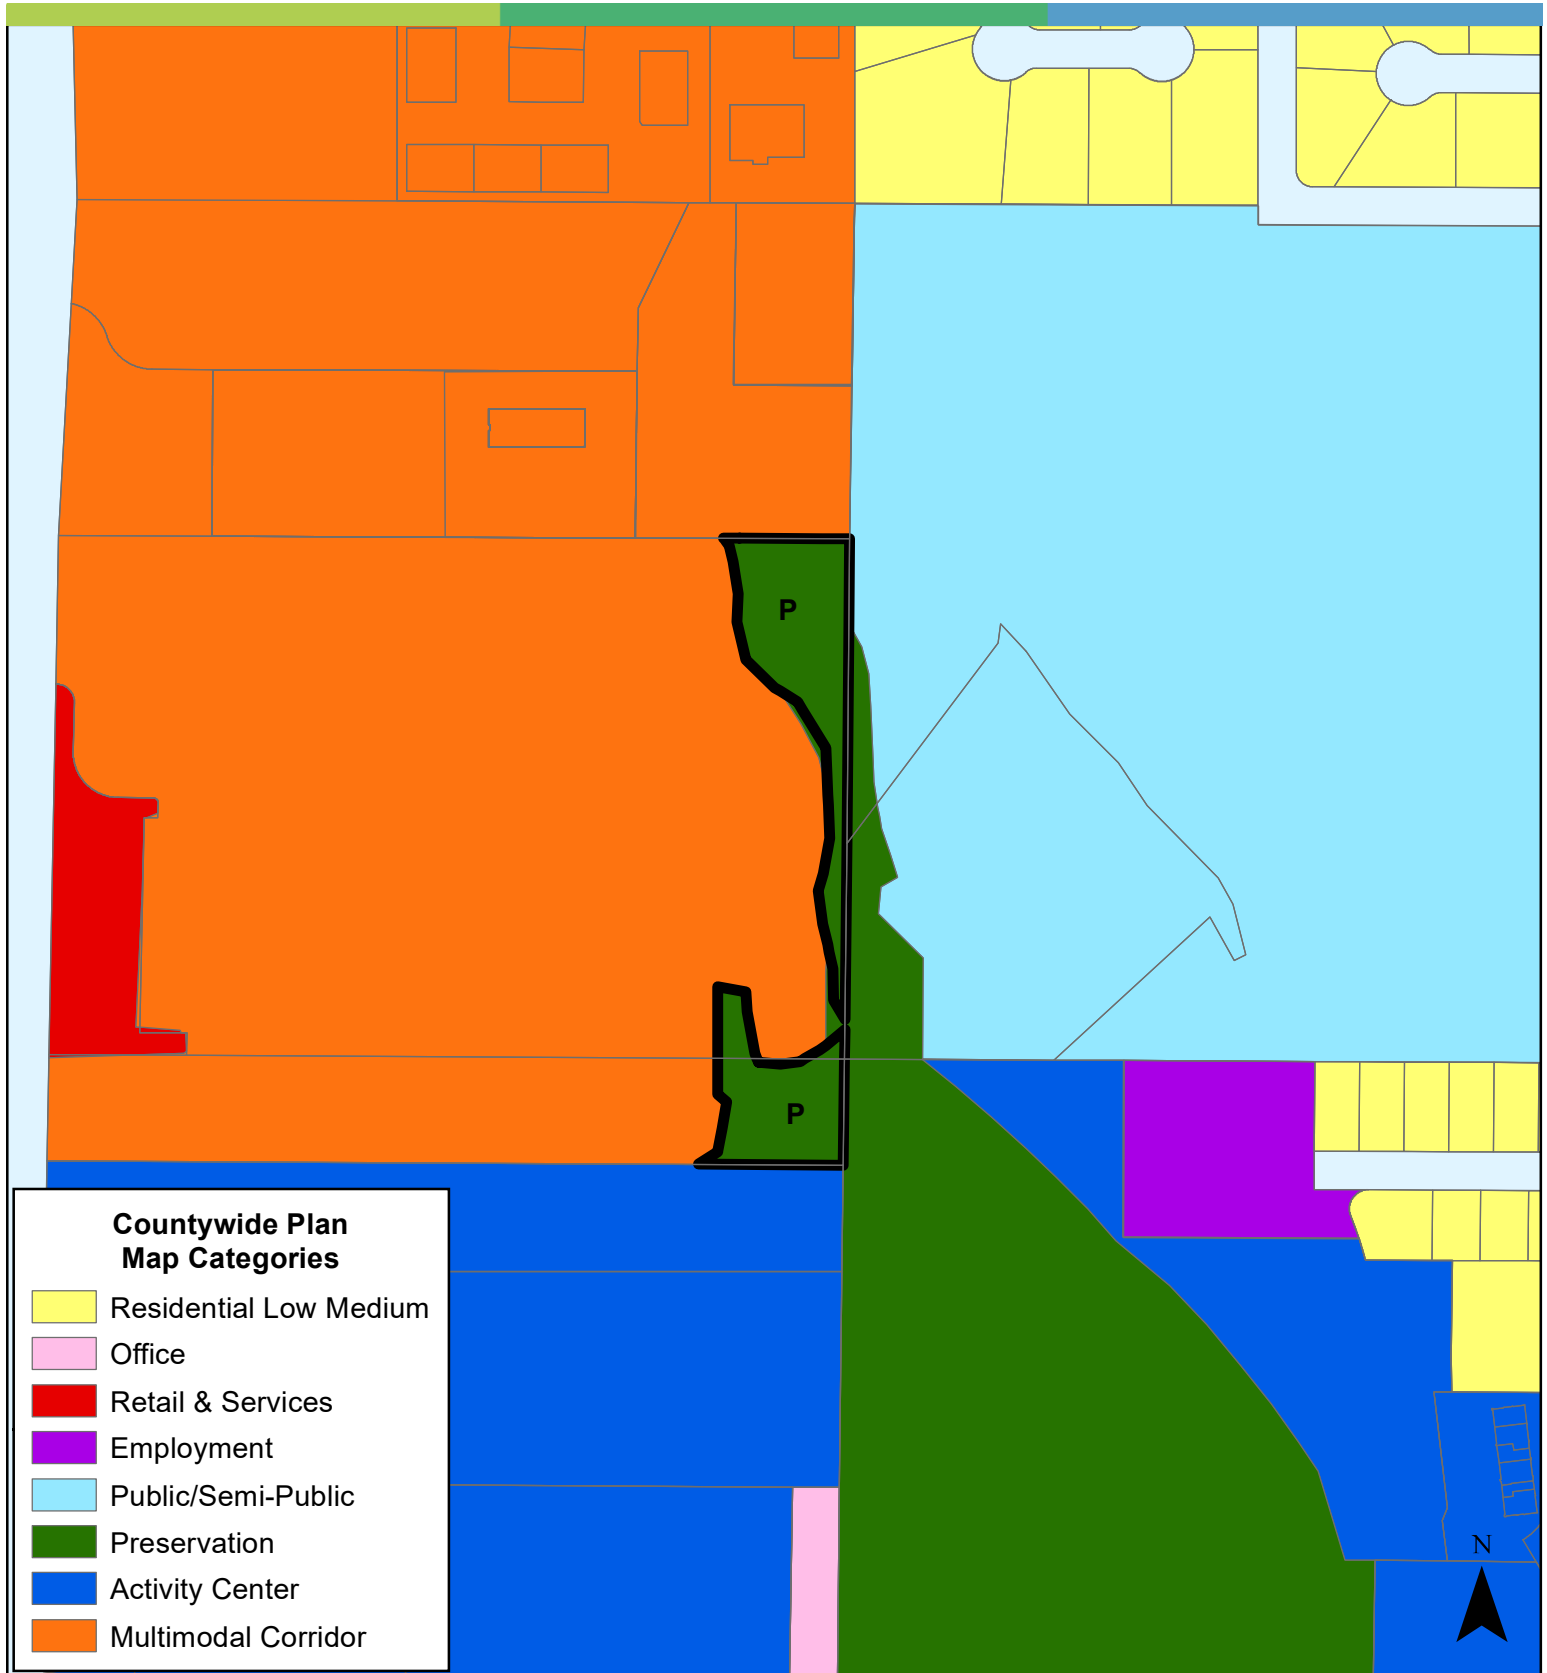 P
P
Countywide Plan
Map Categories
Residential Low Medium
Office
Retail & Services
Employment
Public/Semi-Public
Preservation
Activity Center
Multimodal Corridor
N